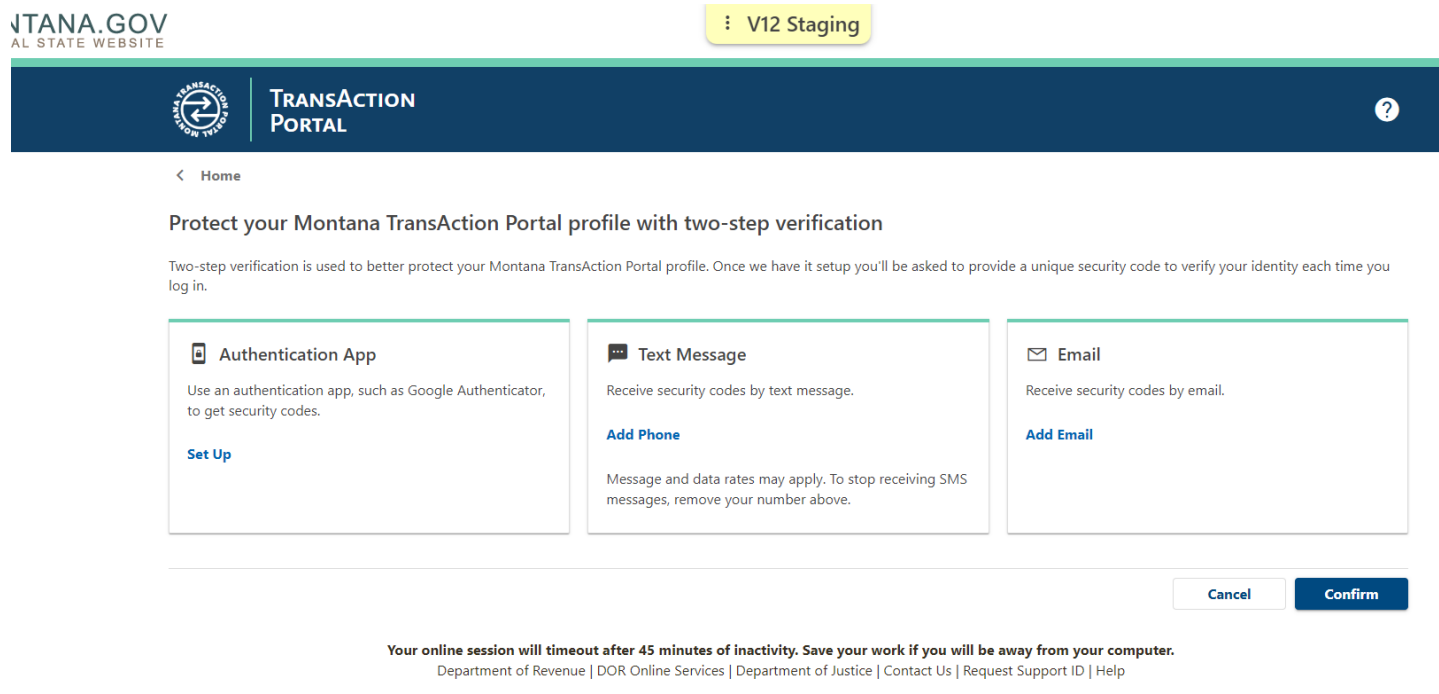 NTANA.GOV
AL STATE WEBSITE
V12 Staging
MONTANA TRANSACTION PORTAL
TRANSACTION
PORTAL
?
Home
Protect your Montana TransAction Portal profile with two-step verification
Two-step verification is used to better protect your Montana TransAction Portal profile. Once we have it setup you'll be asked to provide a unique security code to verify your identity each time you
log in.
Authentication App
Use an authentication app, such as Google Authenticator,
to get security codes.
Set Up
Text Message
Receive security codes by text message.
Add Phone
Message and data rates may apply. To stop receiving SMS
messages, remove your number above.
Email
Receive security codes by email.
Add Email
Cancel
Confirm
Your online session will timeout after 45 minutes of inactivity. Save your work if you will be away from your computer.
Department of Revenue | DOR Online Services | Department of Justice | Contact Us | Request Support ID | Help